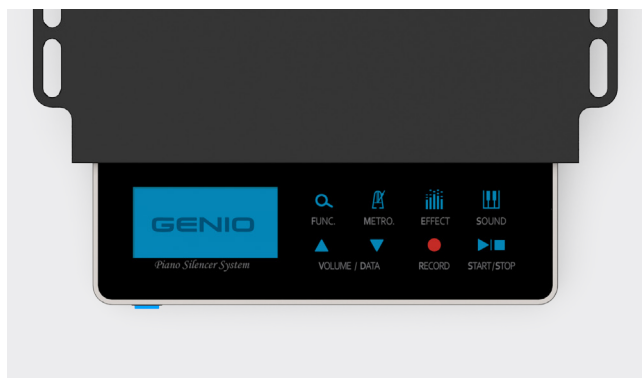 GENIO
Piano Silencer System
FUNC. METRO. EFFECT SOUND
VOLUME / DATA RECORD START/STOP